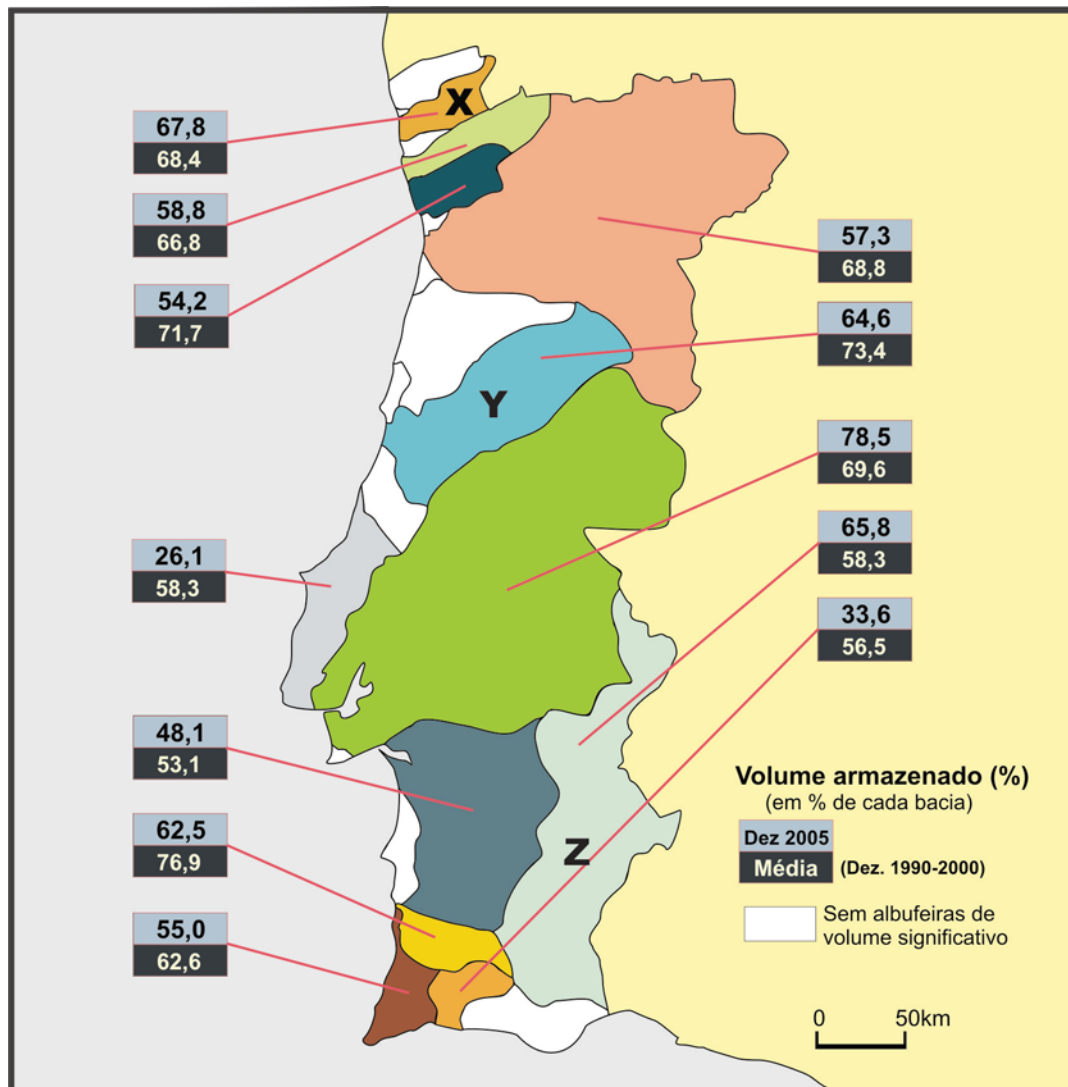 X
67,8
68,4
58,8
66,8
54,2
71,7
57,3
68,8
64,6
73,4
Y
78,5
69,6
65,8
58,3
26,1
58,3
33,6
56,5
48,1
53,1
Z
62,5
76,9
55,0
62,6
Volume armazenado (%)
(em % de cada bacia)
Dez 2005
Média (Dez. 1990-2000)
Sem albufeiras de
volume significativo
0 50km